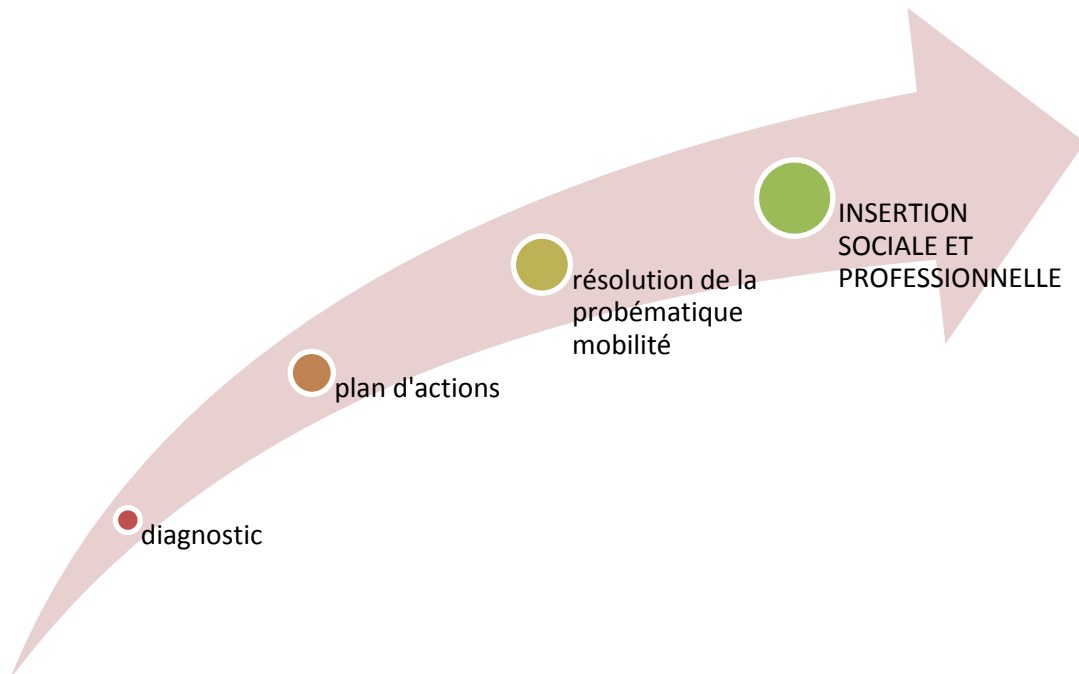 diagnostic
plan d'actions
résolution de la
probématique
mobilité
INSERTION
SOCIALE ET
PROFESSIONNELLE